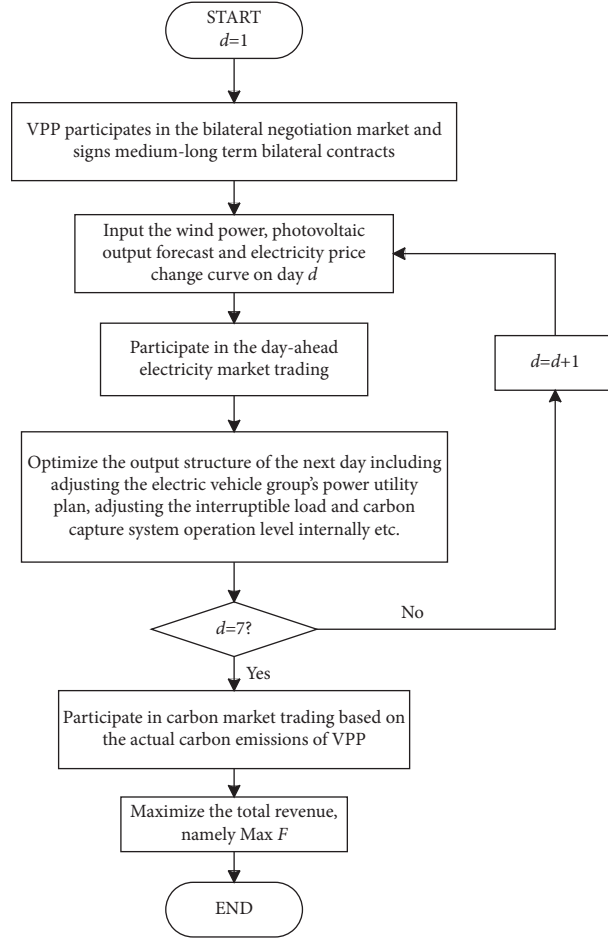 START
d=1
VPP participates in the bilateral negotiation market and
signs medium-long term bilateral contracts
Input the wind power, photovoltaic
output forecast and electricity price
change curve on day d
Participate in the day-ahead
electricity market trading
d=d+1
Optimize the output structure of the next day including
adjusting the electric vehicle group's power utility
plan, adjusting the interruptible load and carbon
capture system operation level internally etc.
No
d=7?
Yes
Participate in carbon market trading based on
the actual carbon emissions of VPP
Maximize the total revenue,
namely Max F
END